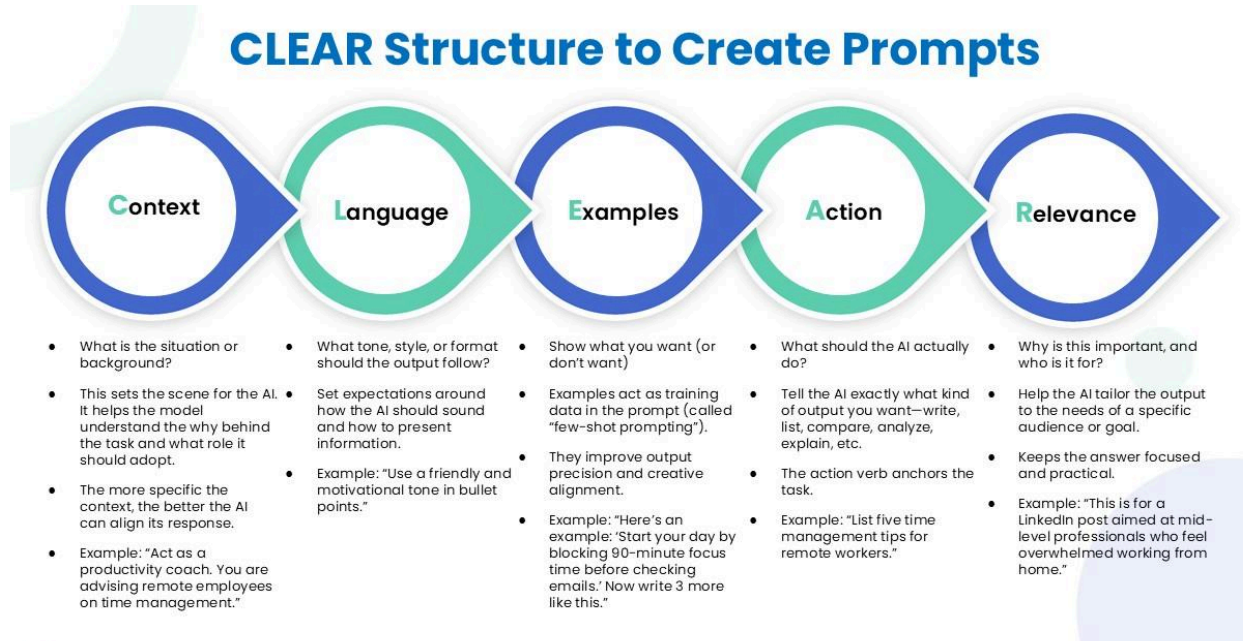 CLEAR Structure to Create Prompts
Context
Language
Examples
Action
Relevance
● What is the situation or
background?
● This sets the scene for the AI.
It helps the model
understand the why behind
the task and what role it
should adopt.
● The more specific the
context, the better the AI
can align its response.
● Example: “Act as a
productivity coach. You are
advising remote employees
on time management.”
● What tone, style, or format
should the output follow?
● Set expectations around
how the AI should sound
and how to present
information.
● Example: “Use a friendly and
motivational tone in bullet
points.”
● Show what you want (or
don’t want)
● Examples act as training
data in the prompt (called
“few-shot prompting”).
● They improve output
precision and creative
alignment.
● Example: “Here’s an
example: ‘Start your day by
blocking 90-minute focus
time before checking
emails.’ Now write 3 more
like this.”
● What should the AI actually
do?
● Tell the AI exactly what kind
of output you want—write,
list, compare, analyze,
explain, etc.
● The action verb anchors the
task.
● Example: “List five time
management tips for
remote workers.”
● Why is this important, and
who is it for?
● Help the AI tailor the output
to the needs of a specific
audience or goal.
● Keeps the answer focused
and practical.
● Example: “This is for a
LinkedIn post aimed at mid-
level professionals who feel
overwhelmed working from
home.”